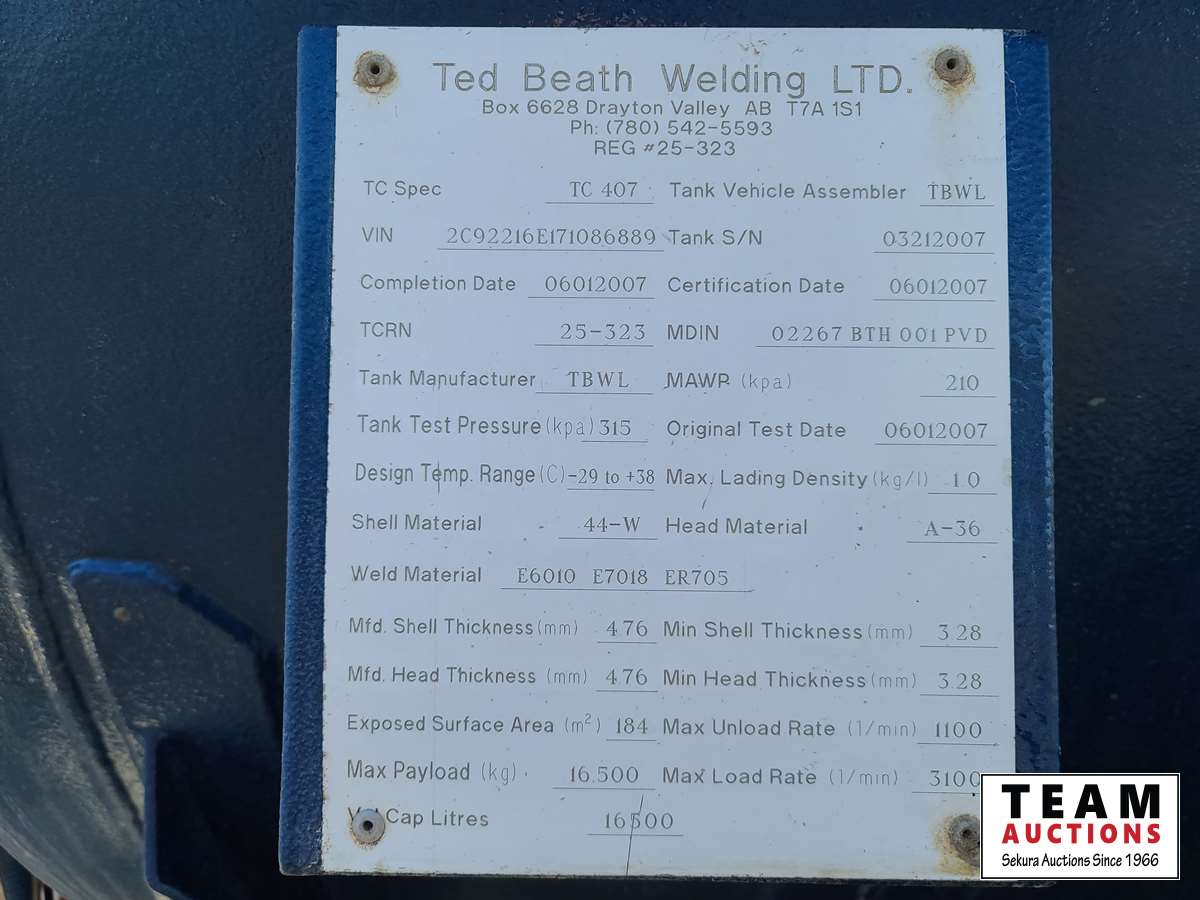 Ted Beath Welding LTD.
Box 6628 Drayton Valley AB T7A 1S1
Ph: (780) 542-5593
REG #25-323
TC Spec TC 407 Tank Vehicle Assembler TBWL
VIN 2C92216E171086889 Tank S/N 03212007
Completion Date 06012007 Certification Date 06012007
TCRN 25-323 MDIN 02267 BTH 001 PVD
Tank Manufacturer TBWL MAWP (kpa) 210
Tank Test Pressure (kpa) 315 Original Test Date 06012007
Design Temp. Range (C) -29 to +38 Max. Lading Density (kg/l) 1.0
Shell Material 44-W Head Material A-36
Weld Material E6010 E7018 ER705
Mfd. Shell Thickness (mm) 4.76 Min Shell Thickness (mm) 3.28
Mfd. Head Thickness (mm) 4.76 Min Head Thickness (mm) 3.28
Exposed Surface Area (m²) 184 Max Unload Rate (l/min) 1100
Max Payload (kg) 16.500 Max Load Rate (l/min) 3100
Cap Litres 16500
TEAM
AUCTIONS
Sekura Auctions Since 1966